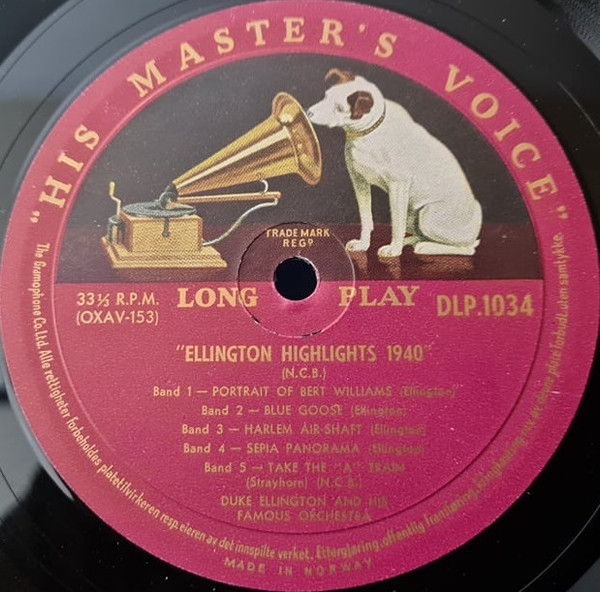 "HIS MASTER'S VOICE"
TRADE MARK
REGD
33⅓ R.P.M.
(OXAV-153)
LONG PLAY
DLP.1034
"ELLINGTON HIGHLIGHTS 1940"
(N.C.B.)
Band 1 — PORTRAIT OF BERT WILLIAMS (Ellington)
Band 2 — BLUE GOOSE (Ellington)
Band 3 — HARLEM AIR-SHAFT (Ellington)
Band 4 — SEPIA PANORAMA (Ellington)
Band 5 — TAKE THE "A" TRAIN
(Strayhorn) (N.C.B.)
DUKE ELLINGTON AND HIS
FAMOUS ORCHESTRA
The Gramophone Co. Ltd. Alle rettigheter forbeholdes platetilvirkeren resp. eieren av det innspilte verket. Ettergjøring, offentlig framføring, kringkasting m.v. av denne plate forbudt uten samtykke.
MADE IN NORWAY